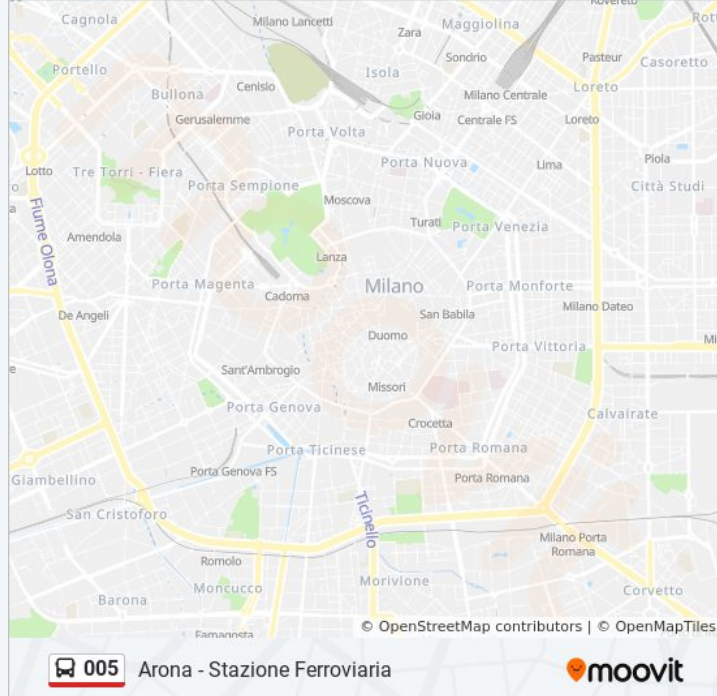 Cagnola
Milano Lancetti
Zara
Maggiolina
Rovereto
Portello
Sondrio
Pasteur
Casoretto
Isola
Bullona
Cenisio
Milano Centrale
Loreto
Gerusalemme
Gioia
Centrale FS
Loreto
Porta Volta
Lotto
Tre Torri - Fiera
Porta Nuova
Lima
Piola
Porta Sempione
Città Studi
Moscova
Fiume Olona
Turati
Porta Venezia
Amendola
Lanza
Porta Magenta
Milano
Porta Monforte
Cadorna
Milano Dateo
De Angeli
San Babila
Duomo
Porta Vittoria
Mi
Sant'Ambrogio
Missori
Porta Genova
Crocetta
Calvairate
Porta Ticinese
Porta Romana
Porta Genova FS
Giambellino
Porta Romana
Ticinello
San Cristoforo
Milano Porta
Romana
Romolo
Moncucco
Morivione
Corvetto
Barona
Famagosta
© OpenStreetMap contributors | © OpenMapTiles
005 Arona - Stazione Ferroviaria
moovit